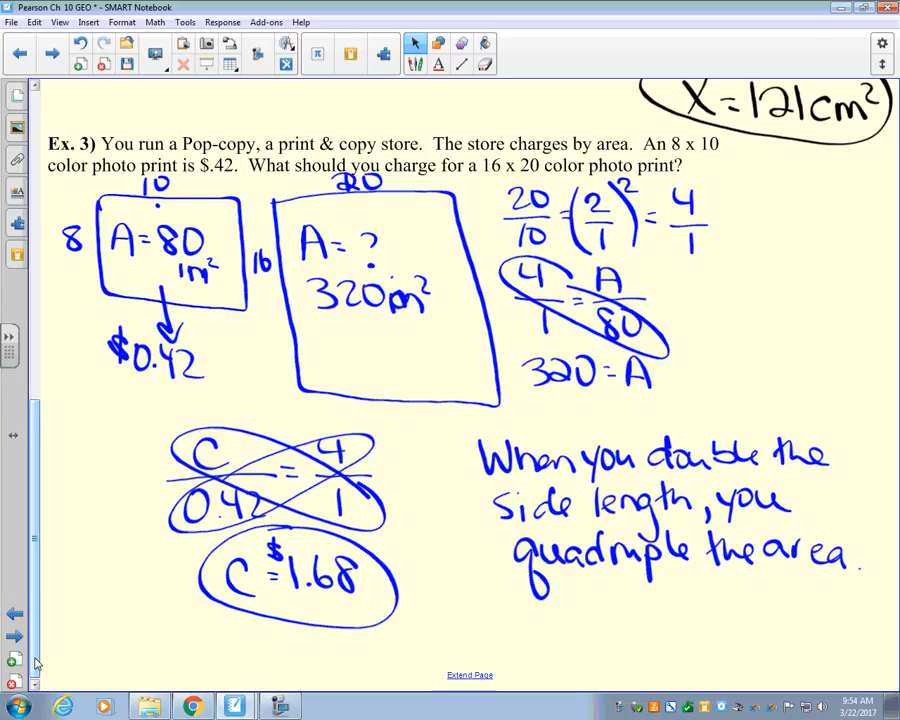 Pearson Ch 10 GEO * - SMART Notebook
File Edit View Insert Format Math Tools Response Add-ons Help
X = 121cm²
Ex. 3) You run a Pop-copy, a print & copy store. The store charges by area. An 8 x 10
color photo print is $.42. What should you charge for a 16 x 20 color photo print?
10
8
A = 80
in²
$0.42
20
16
A = ?
320in²
20/10 = (2/1)² = 4/1
4/1 = A/80
320 = A
C/0.42 = 4/1
C = $1.68
When you double the
side length, you
quadruple the area.
Extend Page
9:54 AM
3/22/2017